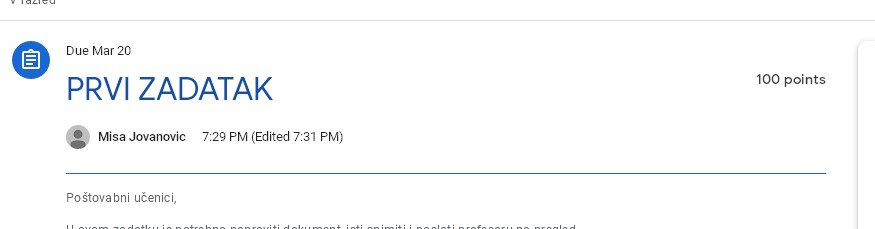 V razred
Due Mar 20
PRVI ZADATAK
100 points
Misa Jovanovic 7:29 PM (Edited 7:31 PM)
Poštovabni učenici,
U ovom zadatku je potrebno napraviti dokument, isti snimiti i poslati profesoru na pregled.